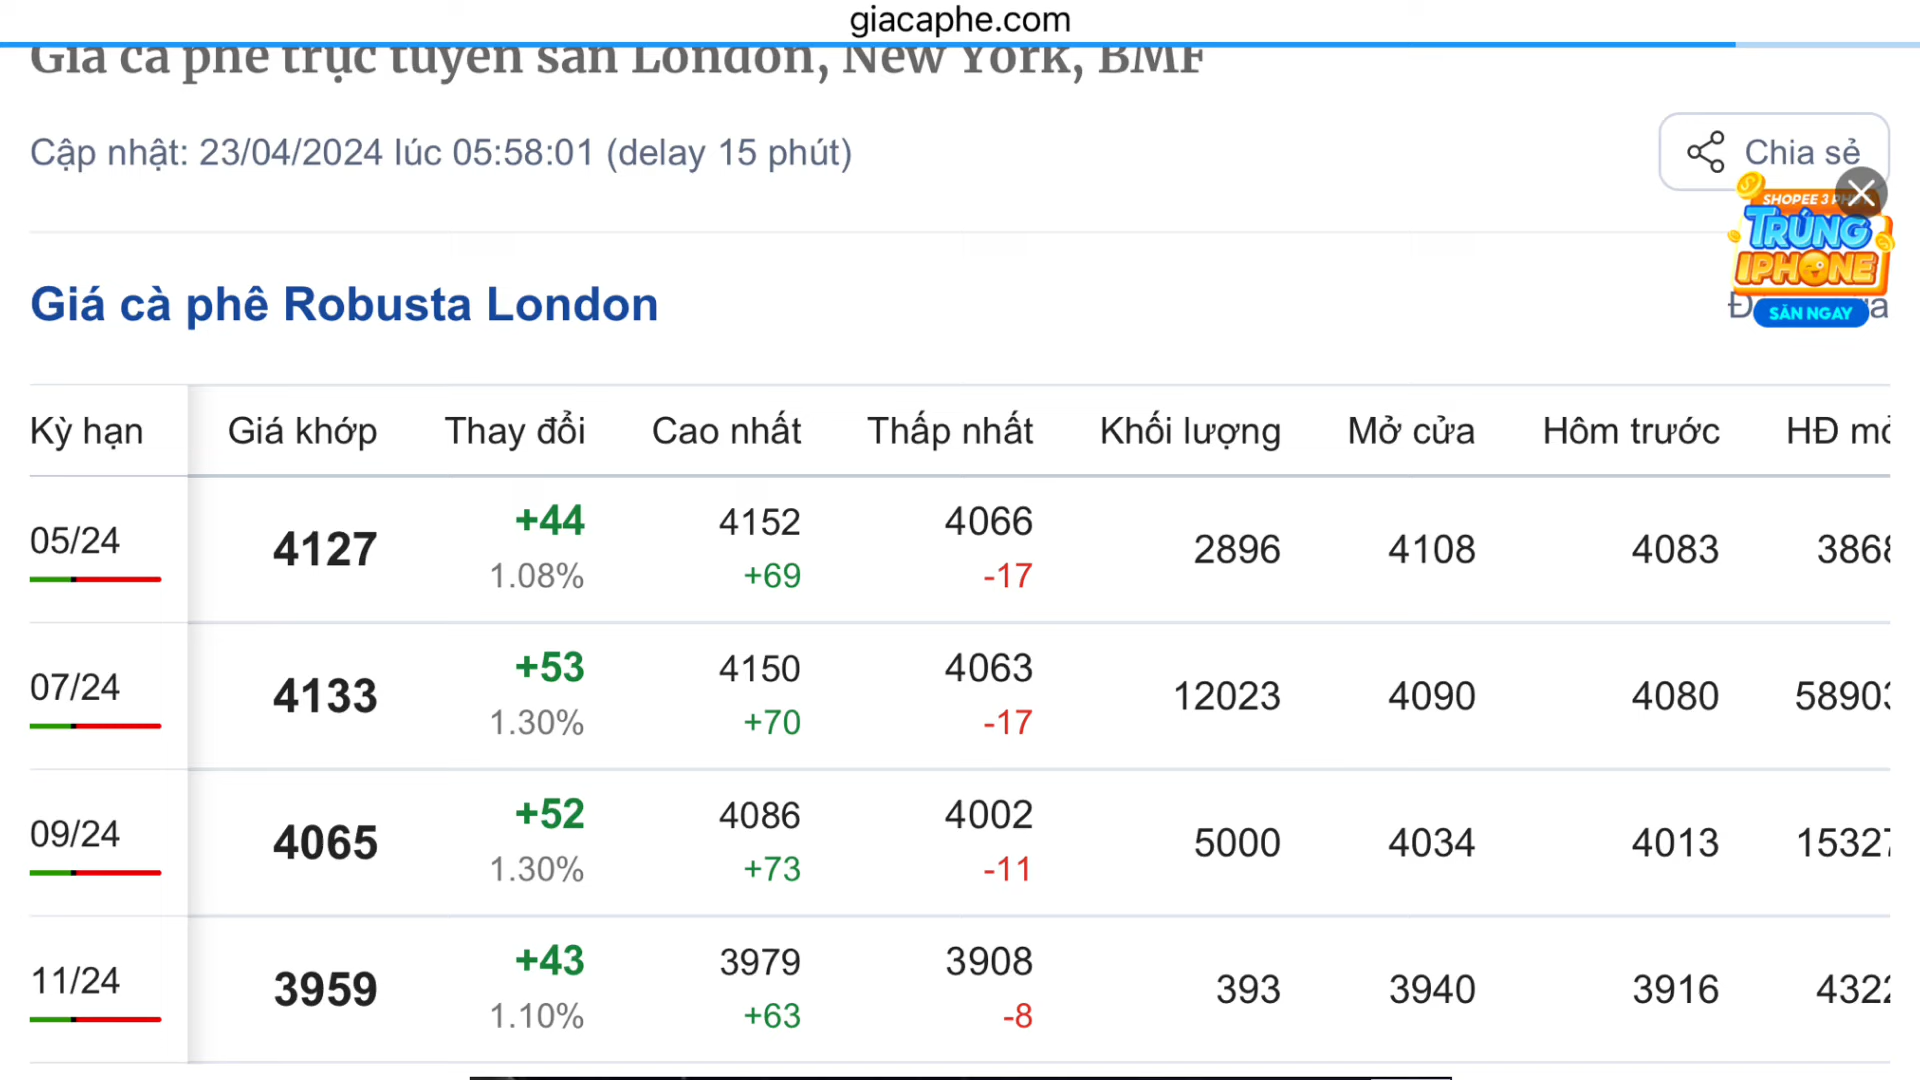 giacaphe.com
Giá cà phê trực tuyến sàn London, New York, BMF
Cập nhật: 23/04/2024 lúc 05:58:01 (delay 15 phút)
Chia sẻ
SHOPEE 3
TRÚNG
IPHONE
SĂN NGAY
Giá cà phê Robusta London
Kỳ hạn Giá khớp Thay đổi Cao nhất Thấp nhất Khối lượng Mở cửa Hôm trước HĐ
05/24 4127 +44 4152 4066 2896 4108 4083
1.08% +69 -17
07/24 4133 +53 4150 4063 12023 4090 4080
1.30% +70 -17
09/24 4065 +52 4086 4002 5000 4034 4013
1.30% +73 -11
11/24 3959 +43 3979 3908 393 3940 3916
1.10% +63 -8